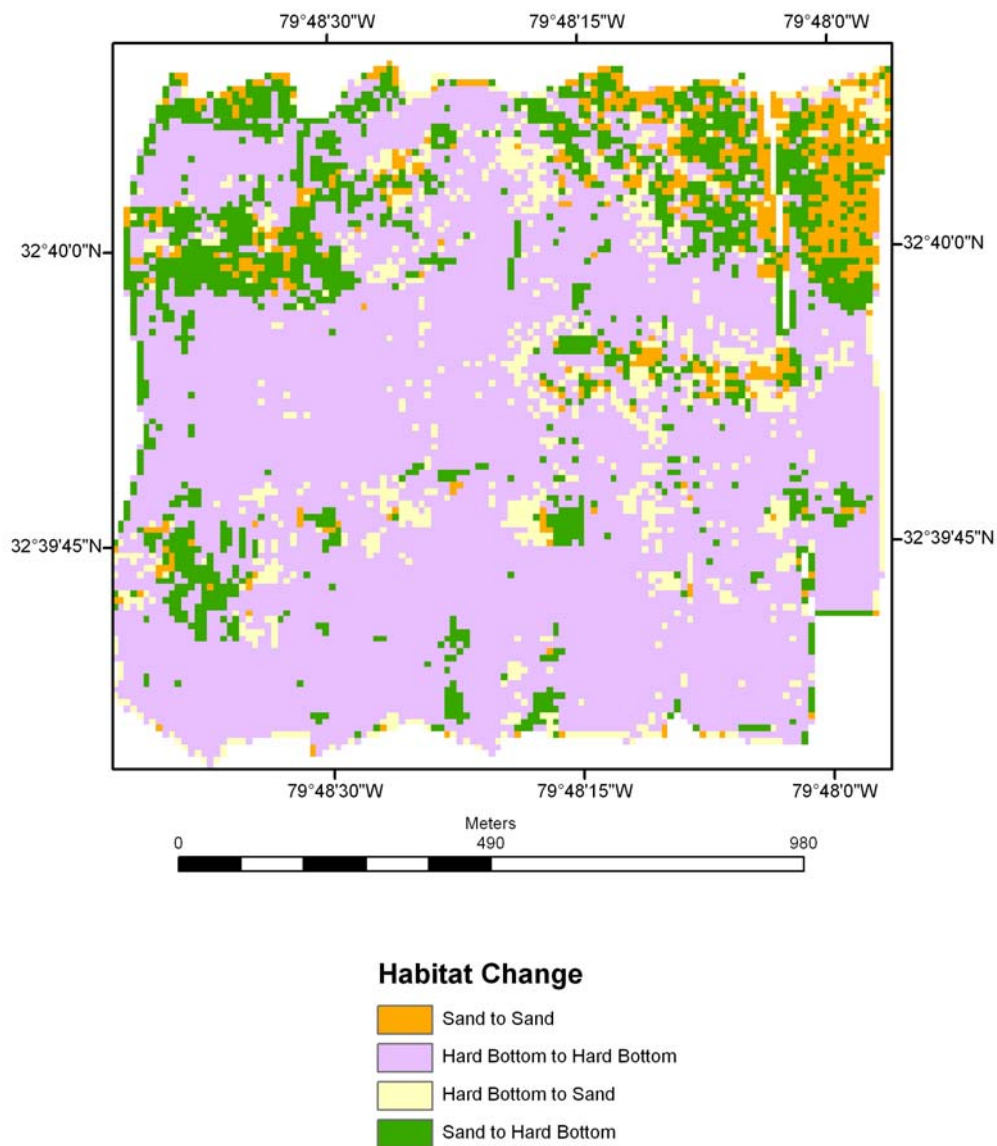 79°48'30"W 79°48'15"W 79°48'0"W
32°40'0"N 32°40'0"N
32°39'45"N 32°39'45"N
79°48'30"W 79°48'15"W 79°48'0"W
Meters
0 490 980
Habitat Change
Sand to Sand
Hard Bottom to Hard Bottom
Hard Bottom to Sand
Sand to Hard Bottom